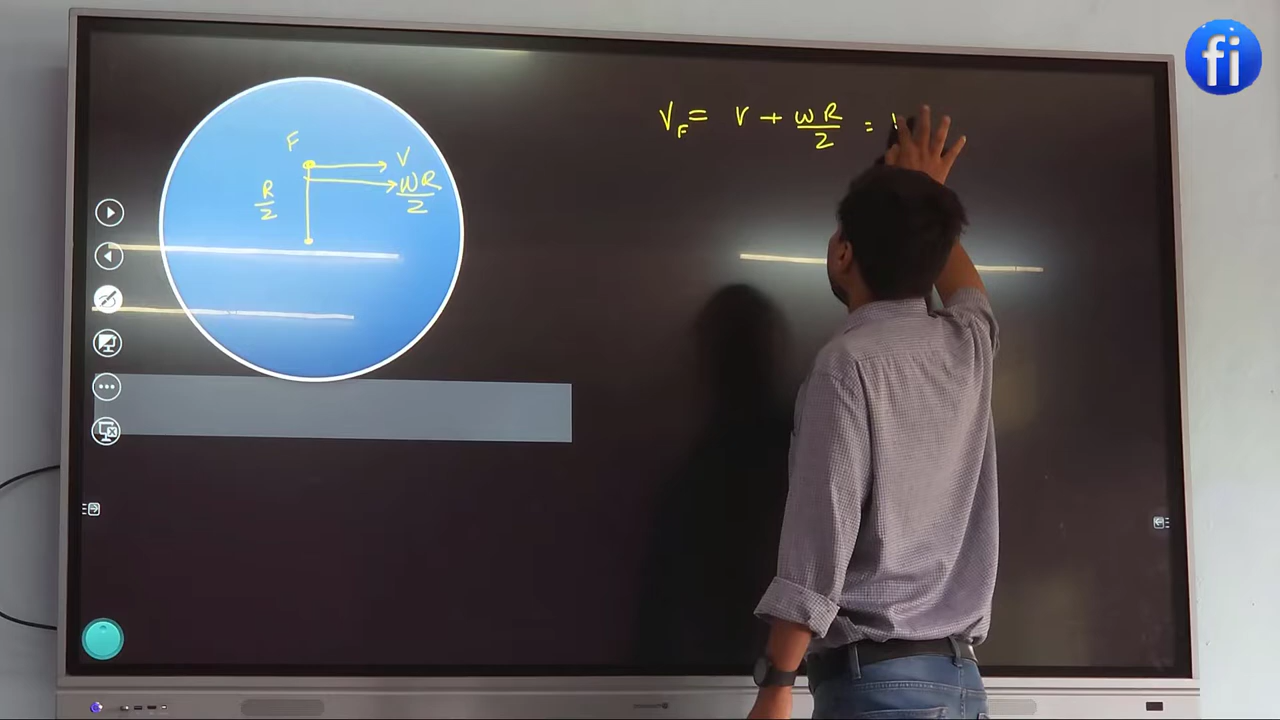 fi
V_F = V + ωR/2 =
F
V
R/2
ωR/2